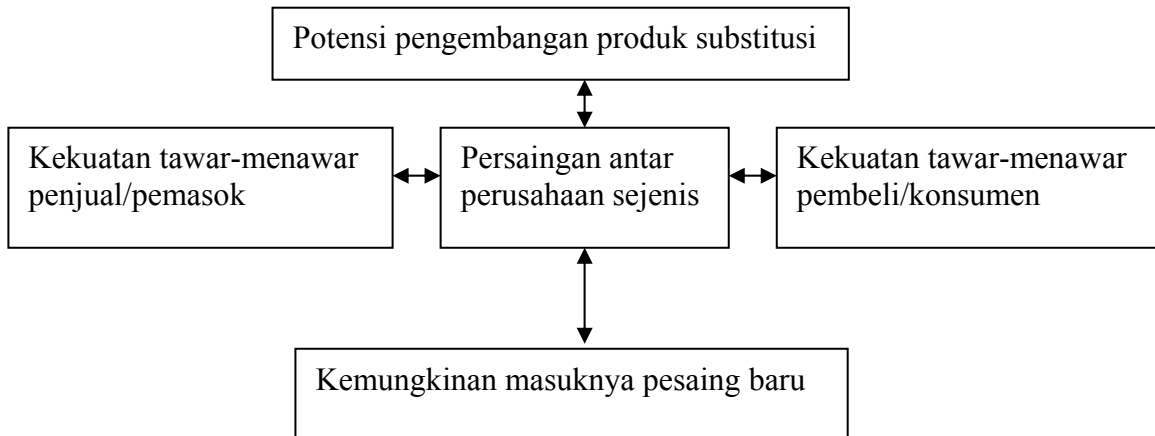 Potensi pengembangan produk substitusi
Kekuatan tawar-menawar
penjual/pemasok
Persaingan antar
perusahaan sejenis
Kekuatan tawar-menawar
pembeli/konsumen
Kemungkinan masuknya pesaing baru